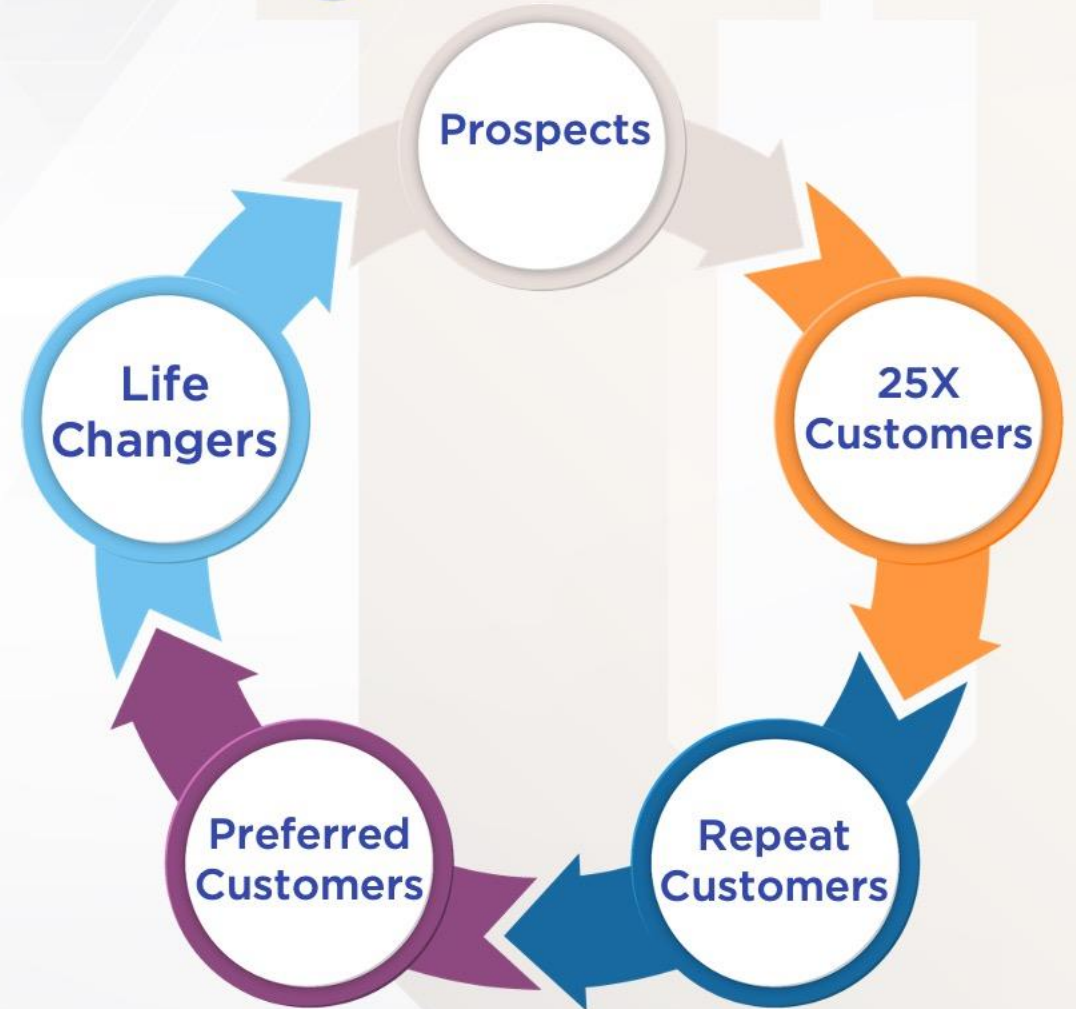 Prospects
25X
Customers
Repeat
Customers
Preferred
Customers
Life
Changers